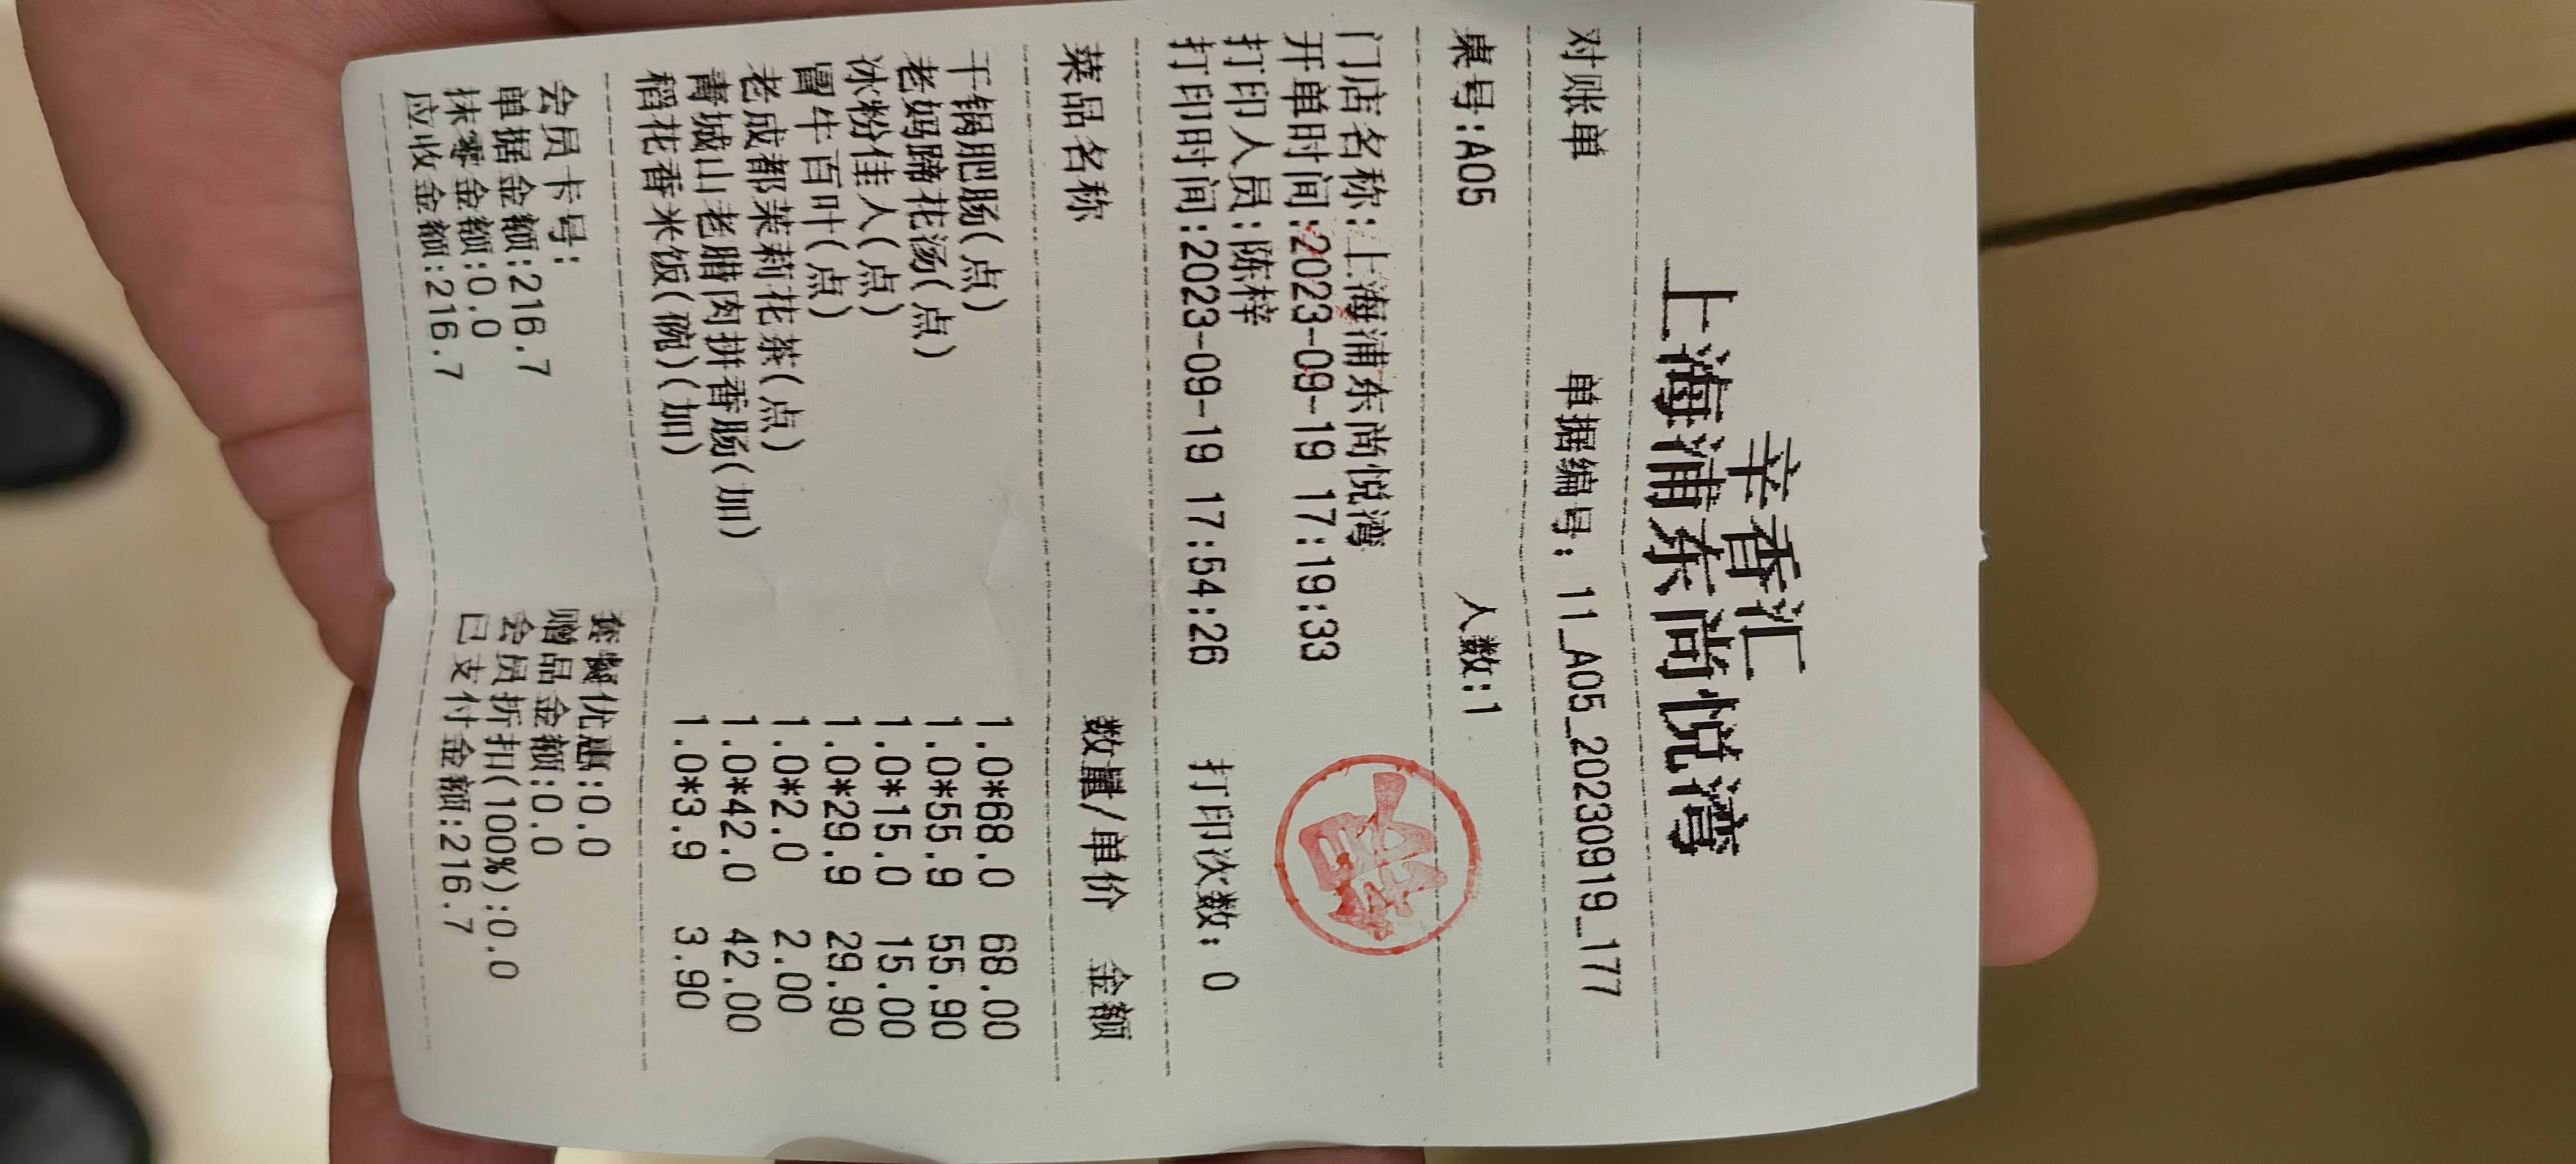 辛香汇
上海浦东尚悦湾
对账单 单据编号: 11_A05_20230919_177
桌号:A05 人数:1
门店名称:上海浦东尚悦湾
开单时间:2023-09-19 17:19:33
打印人员:陈梓
打印时间:2023-09-19 17:54:26 打印次数: 0
菜品名称 数量/单价 金额
干锅肥肠(点) 1.0*68.0 68.00
老妈蹄花汤(点) 1.0*55.9 55.90
冰粉佳人(点) 1.0*15.0 15.00
冒牛百叶(点) 1.0*29.9 29.90
老成都茉莉花茶(点) 1.0*2.0 2.00
青城山老腊肉拼香肠(加) 1.0*42.0 42.00
稻花香米饭(碗)(加) 1.0*3.9 3.90
会员卡号: 套餐优惠:0.0
单据金额:216.7 赠品金额:0.0
抹零金额:0.0 会员折扣(100%):0.0
应收金额:216.7 已支付金额:216.7